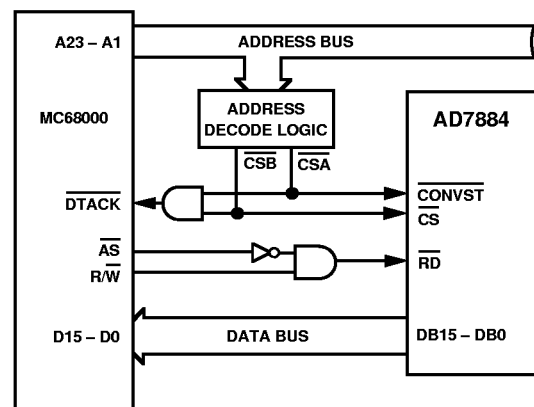 A23 – A1
ADDRESS BUS
MC68000
ADDRESS
DECODE LOGIC
AD7884
CSB
CSA
DTACK
CONVST
CS
AS
R/W
RD
D15 – D0
DATA BUS
DB15 – DB0